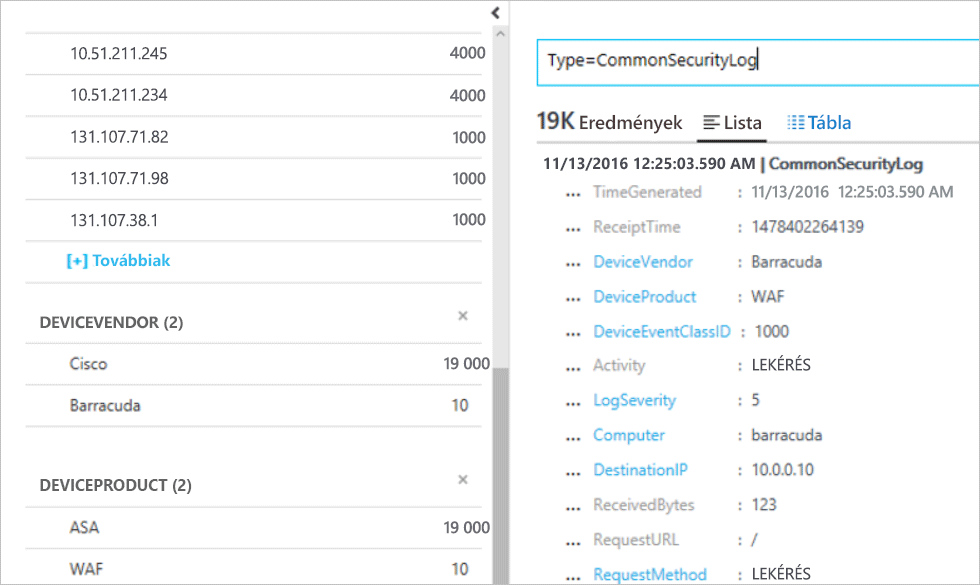 10.51.211.245 4000
10.51.211.234 4000
131.107.71.82 1000
131.107.71.98 1000
131.107.38.1 1000
[+] Továbbiak
DEVICEVENDOR (2) ×
Cisco 19 000
Barracuda 10
DEVICEPRODUCT (2) ×
ASA 19 000
WAF 10
Type=CommonSecurityLog
19K Eredmények Lista Tábla
11/13/2016 12:25:03.590 AM | CommonSecurityLog
... TimeGenerated : 11/13/2016 12:25:03.590 AM
... ReceiptTime : 1478402264139
... DeviceVendor : Barracuda
... DeviceProduct : WAF
... DeviceEventClassID : 1000
... Activity : LEKÉRÉS
... LogSeverity : 5
... Computer : barracuda
... DestinationIP : 10.0.0.10
... ReceivedBytes : 123
... RequestURL : /
... RequestMethod : LEKÉRÉS